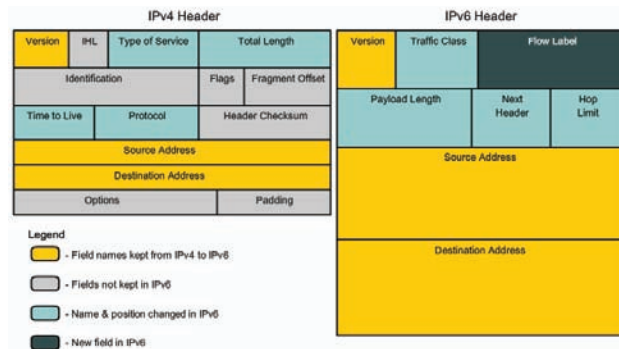 IPv4 Header
IPv6 Header
Version IHL Type of Service Total Length
Identification Flags Fragment Offset
Time to Live Protocol Header Checksum
Source Address
Destination Address
Options Padding
Version Traffic Class Flow Label
Payload Length Next Header Hop Limit
Source Address
Destination Address
Legend
- Field names kept from IPv4 to IPv6
- Fields not kept in IPv6
- Name & position changed in IPv6
- New field in IPv6